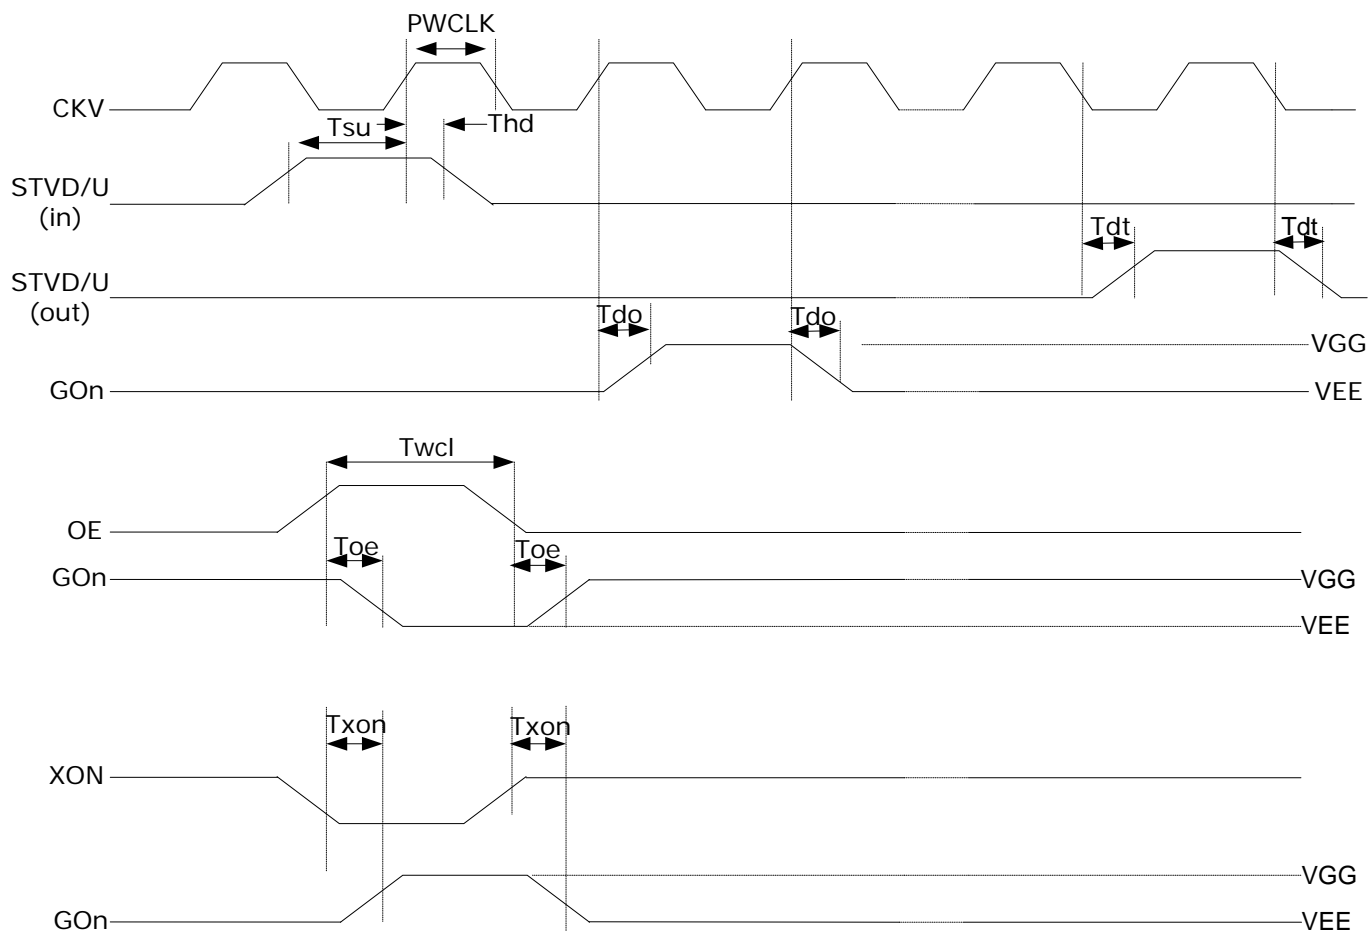 PWCLK
CKV
Tsu
Thd
STVD/U
(in)
Tdt
Tdt
STVD/U
(out)
Tdo
Tdo
VGG
GOn
VEE
Twcl
OE
Toe
Toe
GOn
VGG
VEE
Txon
Txon
XON
VGG
GOn
VEE